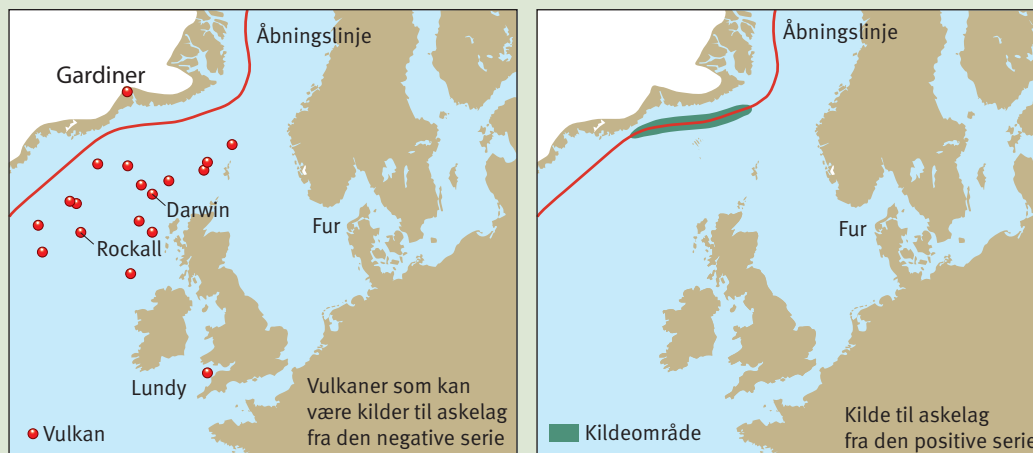 Åbningslinje
Gardiner
Darwin
Rockall
Fur
Lundy
Vulkaner som kan
være kilder til askelag
fra den negative serie
Vulkan
Åbningslinje
Fur
Kilde til askelag
fra den positive serie
Kildeområde